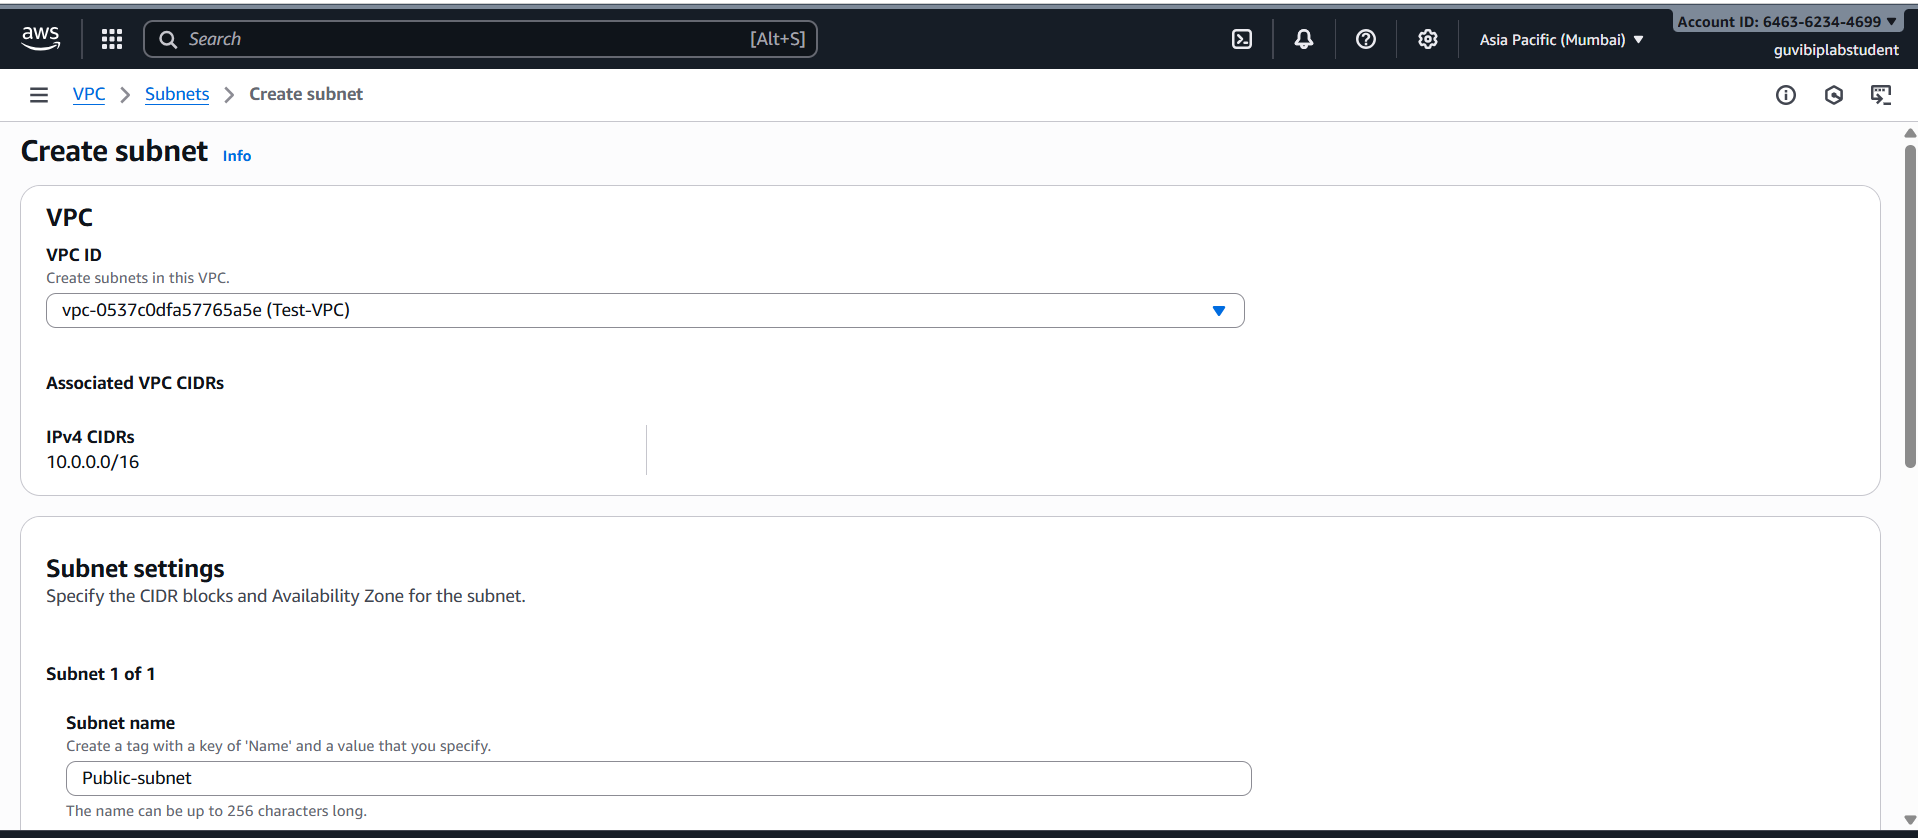 aws
Search [Alt+S]
Asia Pacific (Mumbai)
Account ID: 6463-6234-4699
guvibiplabstudent
VPC > Subnets > Create subnet
Create subnet Info
VPC
VPC ID
Create subnets in this VPC.
vpc-0537c0dfa57765a5e (Test-VPC)
Associated VPC CIDRs
IPv4 CIDRs
10.0.0.0/16
Subnet settings
Specify the CIDR blocks and Availability Zone for the subnet.
Subnet 1 of 1
Subnet name
Create a tag with a key of 'Name' and a value that you specify.
Public-subnet
The name can be up to 256 characters long.